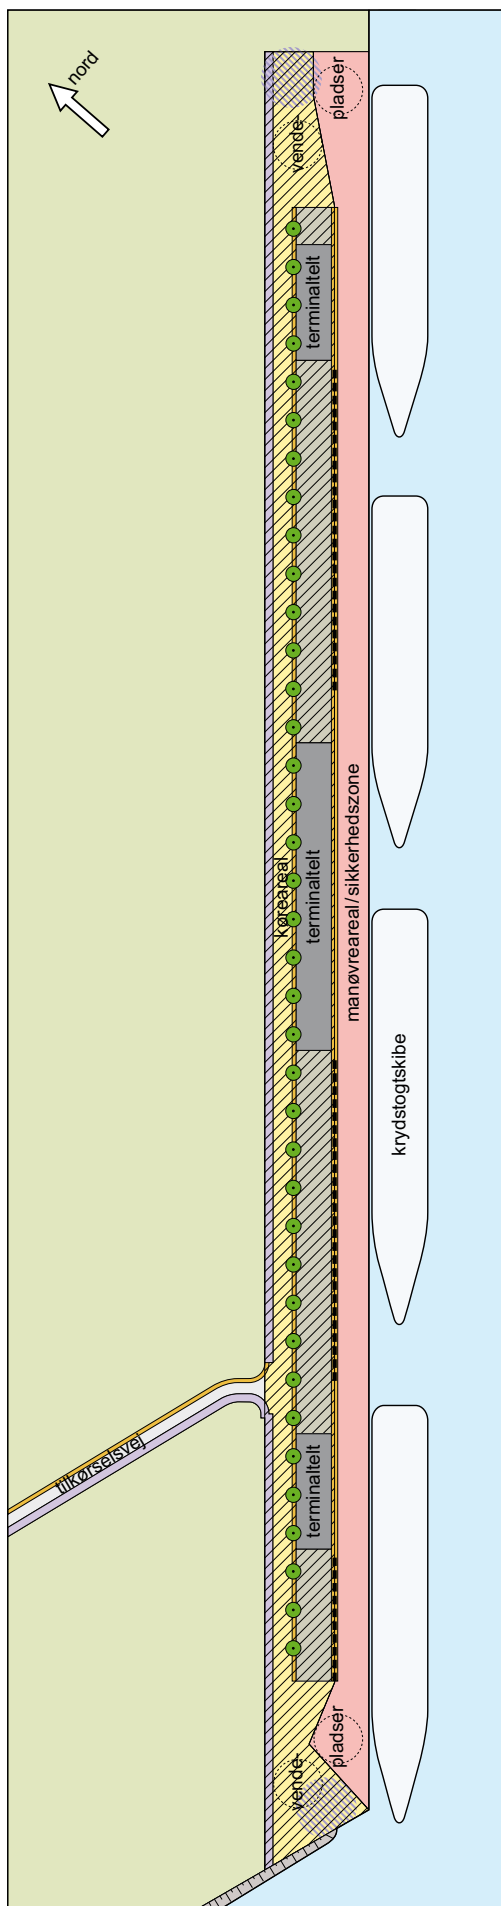 nord
vende-
pladser
terminaltelt
manøvreareal/sikkerhedszone
køreareal
terminaltelt
krydstogtskibe
tilkørselsvej
terminaltelt
vende-
pladser